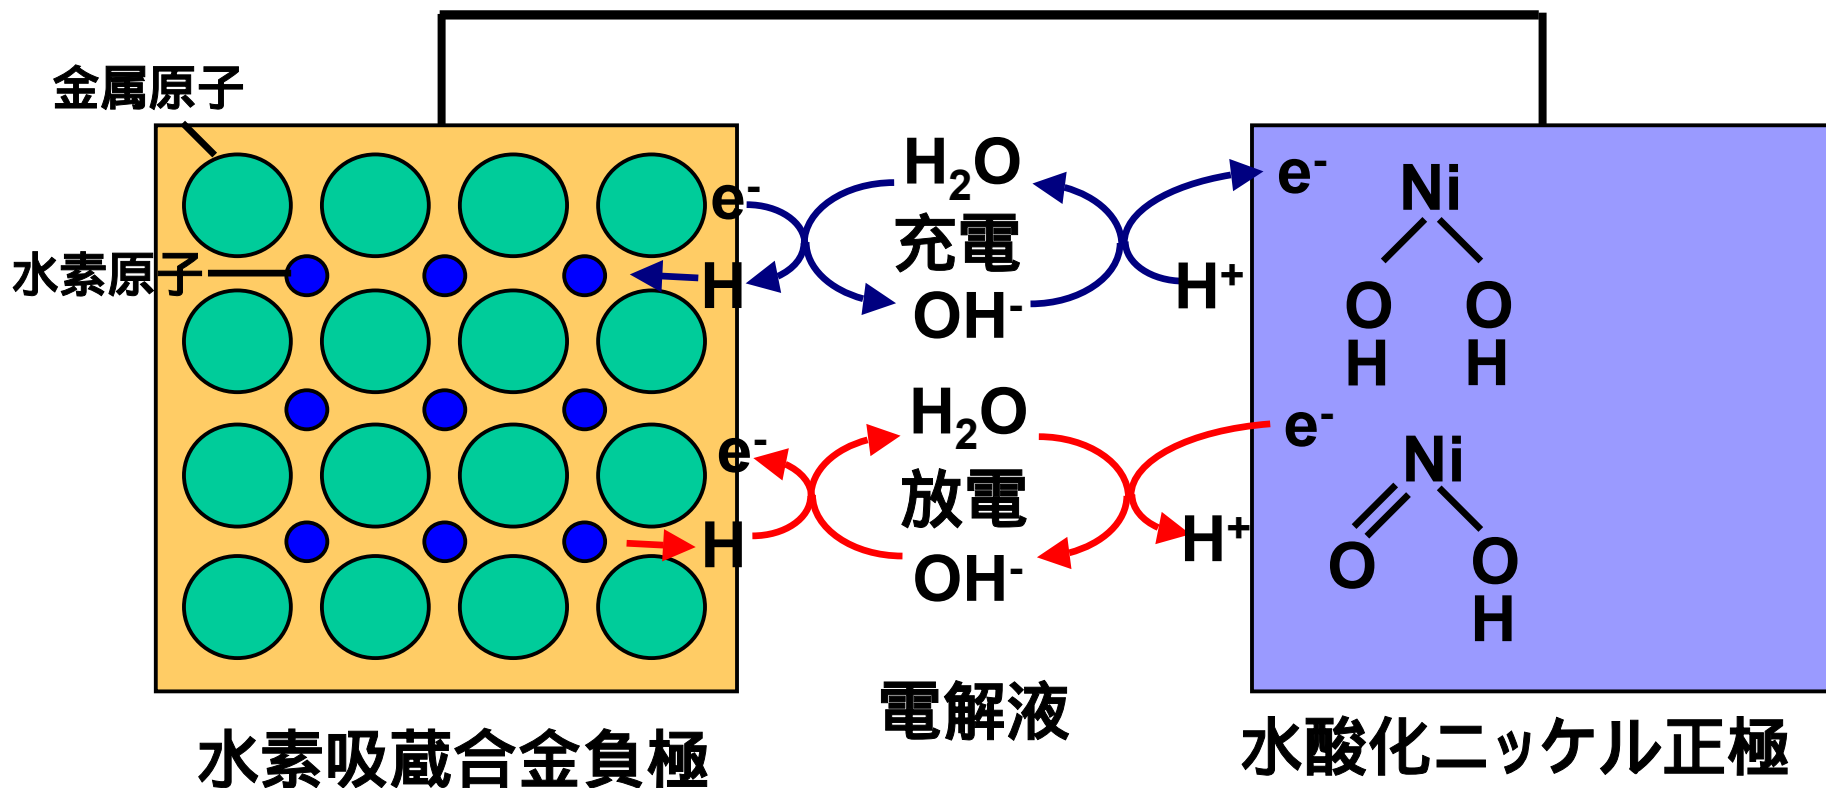 金属原子
水素原子
e-
H
H2O
充電
OH-
e-
H+
Ni
O
H
O
H
e-
H
H2O
放電
OH-
e-
H+
Ni
O
O
H
電解液
水素吸蔵合金負極
水酸化ニッケル正極